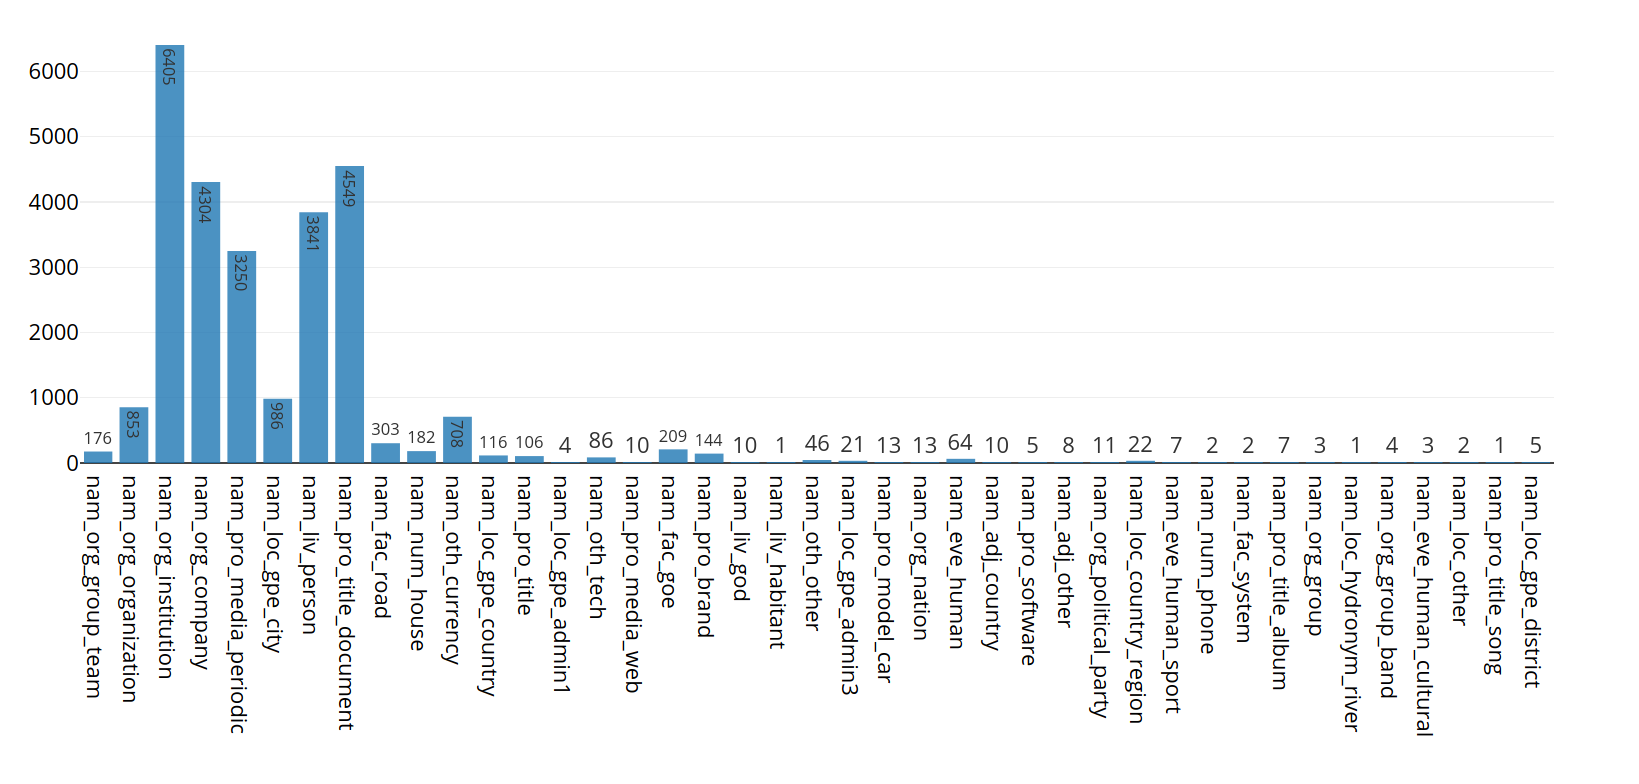 6000
5000
4000
3000
2000
1000
0
176
853
6405
4304
3250
986
3841
4549
303
182
708
116
106
4
86
10
209
144
10
1
46
21
13
13
64
10
5
8
11
22
7
2
2
7
3
1
4
3
2
1
5
nam_org_group_team
nam_org_organization
nam_org_institution
nam_org_company
nam_pro_media_periodic
nam_loc_gpe_city
nam_liv_person
nam_pro_title_document
nam_fac_road
nam_num_house
nam_oth_currency
nam_loc_gpe_country
nam_pro_title
nam_loc_gpe_admin1
nam_oth_tech
nam_pro_media_web
nam_fac_goe
nam_pro_brand
nam_liv_god
nam_liv_habitant
nam_oth_other
nam_loc_gpe_admin3
nam_pro_model_car
nam_org_nation
nam_eve_human
nam_adj_country
nam_pro_software
nam_adj_other
nam_org_political_party
nam_loc_country_region
nam_eve_human_sport
nam_num_phone
nam_fac_system
nam_pro_title_album
nam_org_group
nam_loc_hydronym_river
nam_org_group_band
nam_eve_human_cultural
nam_loc_other
nam_pro_title_song
nam_loc_gpe_district